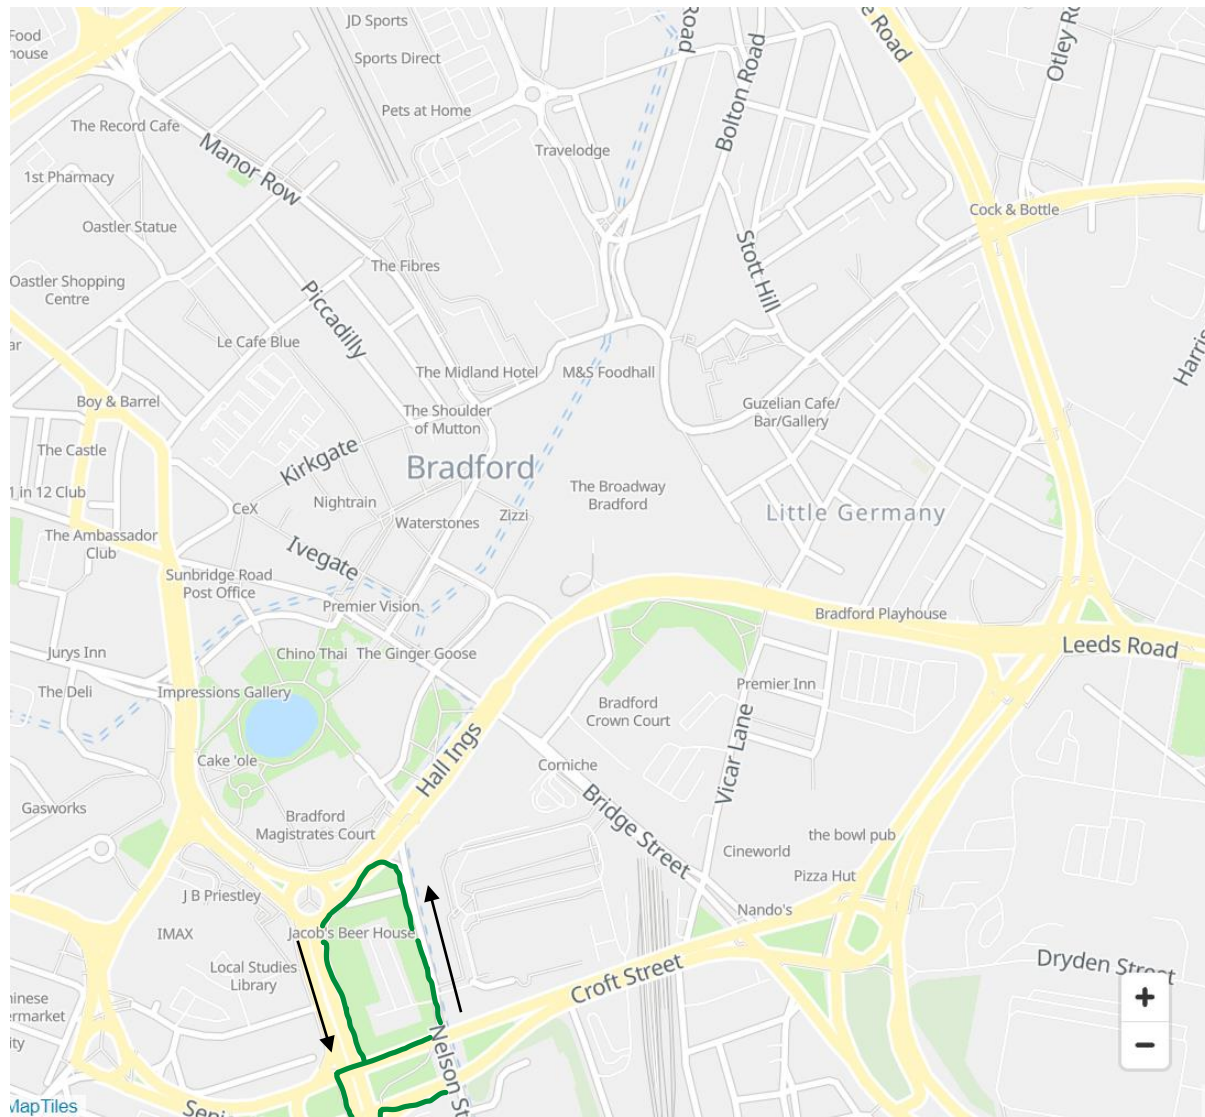 JD Sports
Food
house
e Road
Road
Otley Ro
Sports Direct
Bolton Road
Pets at Home
The Record Cafe
Manor Row
Travelodge
1st Pharmacy
Cock & Bottle
Oastler Statue
Stott Hill
The Fibres
Oastler Shopping
Centre
Piccadilly
Harris
Le Cafe Blue
ar
The Midland Hotel
M&S Foodhall
Boy & Barrel
The Shoulder
of Mutton
Guzelian Cafe/
Bar/Gallery
The Castle
Kirkgate
Bradford
1 in 12 Club
Nightrain
The Broadway
Bradford
CeX
Waterstones
Zizzi
Little Germany
The Ambassador
Club
Ivegate
Sunbridge Road
Post Office
Premier Vision
Bradford Playhouse
Leeds Road
Jurys Inn
Chino Thai
The Ginger Goose
The Deli
Impressions Gallery
Premier Inn
Bradford
Crown Court
Hall Ings
Vicar Lane
Cake 'ole
Corniche
Gasworks
Bradford
Magistrates Court
Bridge Street
the bowl pub
Cineworld
Pizza Hut
J B Priestley
Nando's
IMAX
Jacob's Beer House
Local Studies
Library
Croft Street
Dryden Street
hinese
ermarket
ity
+
−
Nelson St
MapTiles